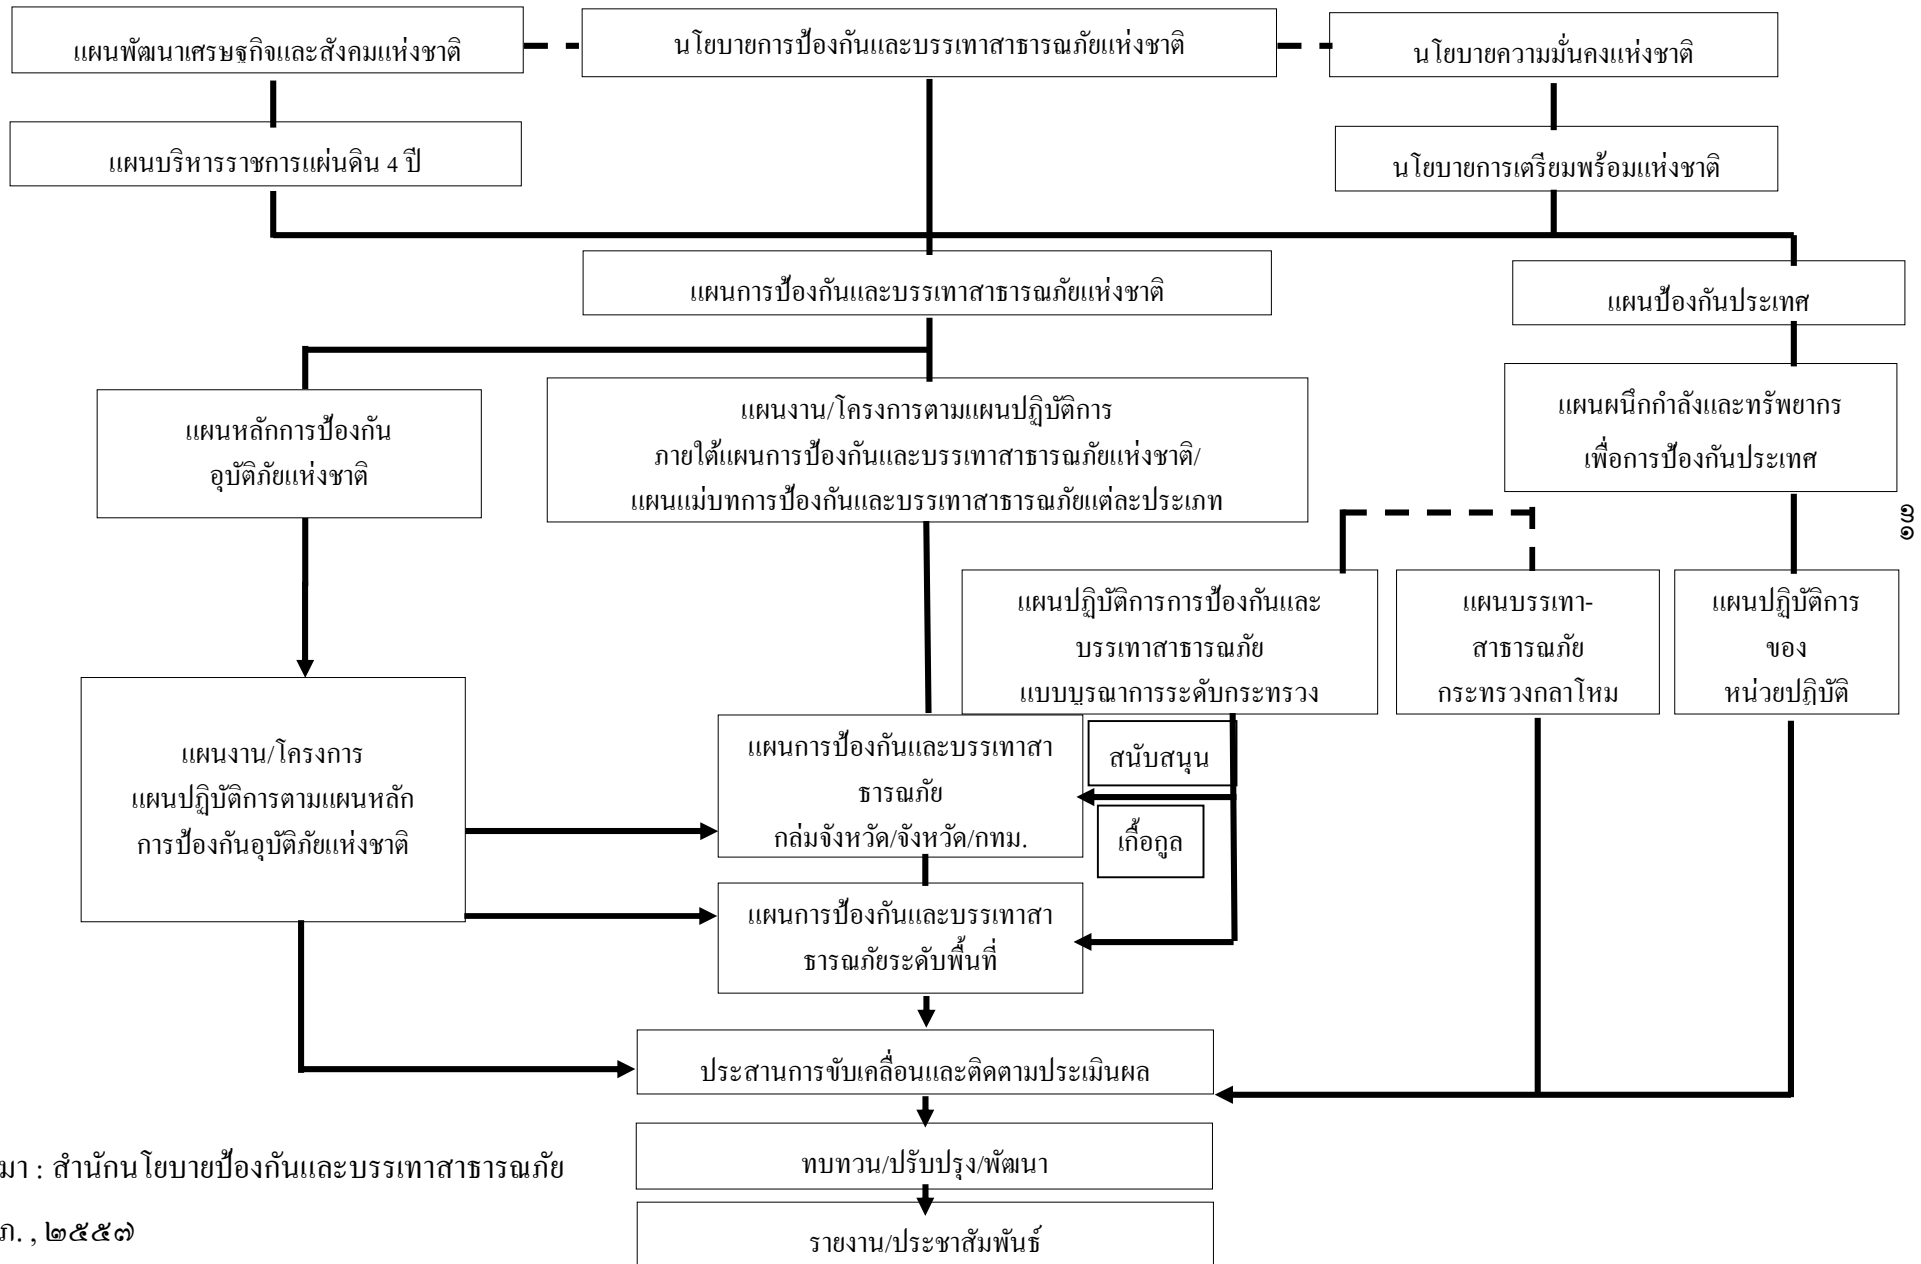 แผนพัฒนาเศรษฐกิจและสังคมแห่งชาติ
นโยบายการป้องกันและบรรเทาสาธารณภัยแห่งชาติ
นโยบายความมั่นคงแห่งชาติ
แผนบริหารราชการแผ่นดิน 4 ปี
นโยบายการเตรียมพร้อมแห่งชาติ
แผนการป้องกันและบรรเทาสาธารณภัยแห่งชาติ
แผนป้องกันประเทศ
แผนหลักการป้องกัน
อุบัติภัยแห่งชาติ
แผนงาน/โครงการตามแผนปฏิบัติการ
ภายใต้แผนการป้องกันและบรรเทาสาธารณภัยแห่งชาติ/
แผนแม่บทการป้องกันและบรรเทาสาธารณภัยแต่ละประเภท
แผนผนึกกำลังและทรัพยากร
เพื่อการป้องกันประเทศ
๓๑
แผนปฏิบัติการการป้องกันและ
บรรเทาสาธารณภัย
แบบบูรณาการระดับกระทรวง
แผนบรรเทา-
สาธารณภัย
กระทรวงกลาโหม
แผนปฏิบัติการ
ของ
หน่วยปฏิบัติ
แผนงาน/โครงการ
แผนปฏิบัติการตามแผนหลัก
การป้องกันอุบัติภัยแห่งชาติ
แผนการป้องกันและบรรเทาสา
ธารณภัย
กลุ่มจังหวัด/จังหวัด/กทม.
สนับสนุน
เกื้อกูล
แผนการป้องกันและบรรเทาสา
ธารณภัยระดับพื้นที่
ประสานการขับเคลื่อนและติดตามประเมินผล
ทบทวน/ปรับปรุง/พัฒนา
รายงาน/ประชาสัมพันธ์
มา : สำนักนโยบายป้องกันและบรรเทาสาธารณภัย
ภ. , ๒๕๕๗